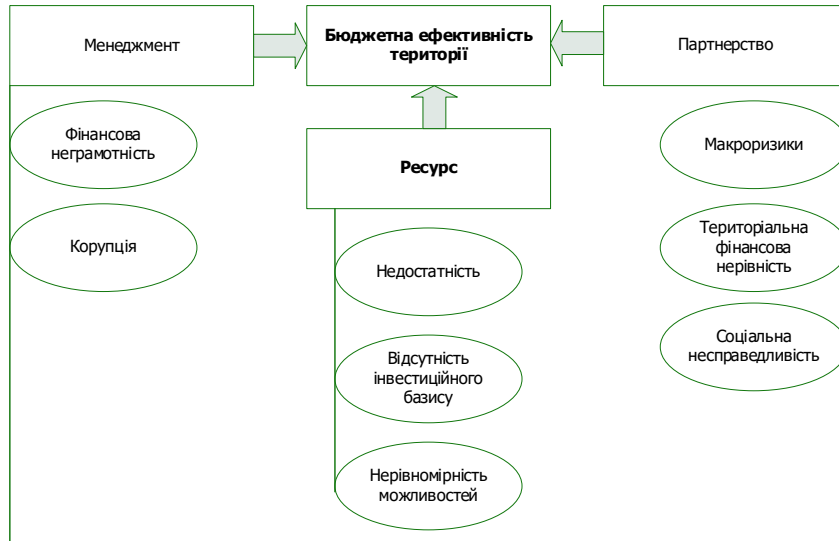 Менеджмент
Бюджетна ефективність
території
Партнерство
Фінансова
неграмотність
Корупція
Ресурс
Недостатність
Відсутність
інвестиційного
базису
Нерівномірність
можливостей
Макроризики
Територіальна
фінансова
нерівність
Соціальна
несправедливість